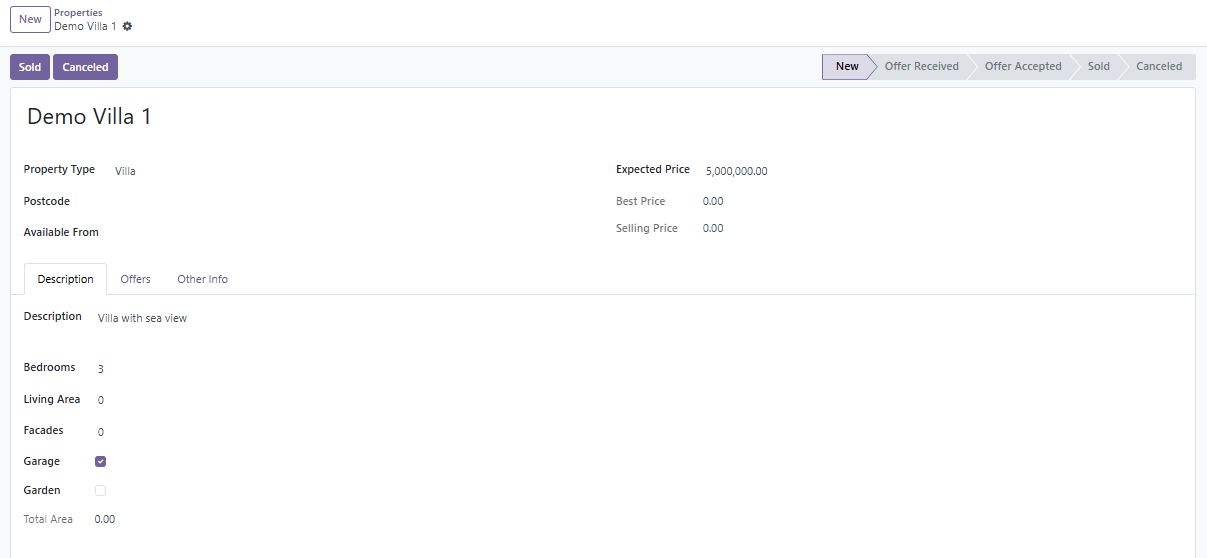 New Properties
Demo Villa 1
Sold Canceled New Offer Received Offer Accepted Sold Canceled
Demo Villa 1
Property Type Villa Expected Price 5,000,000.00
Postcode Best Price 0.00
Selling Price 0.00
Available From
Description Offers Other Info
Description Villa with sea view
Bedrooms 3
Living Area 0
Facades 0
Garage
Garden
Total Area 0.00